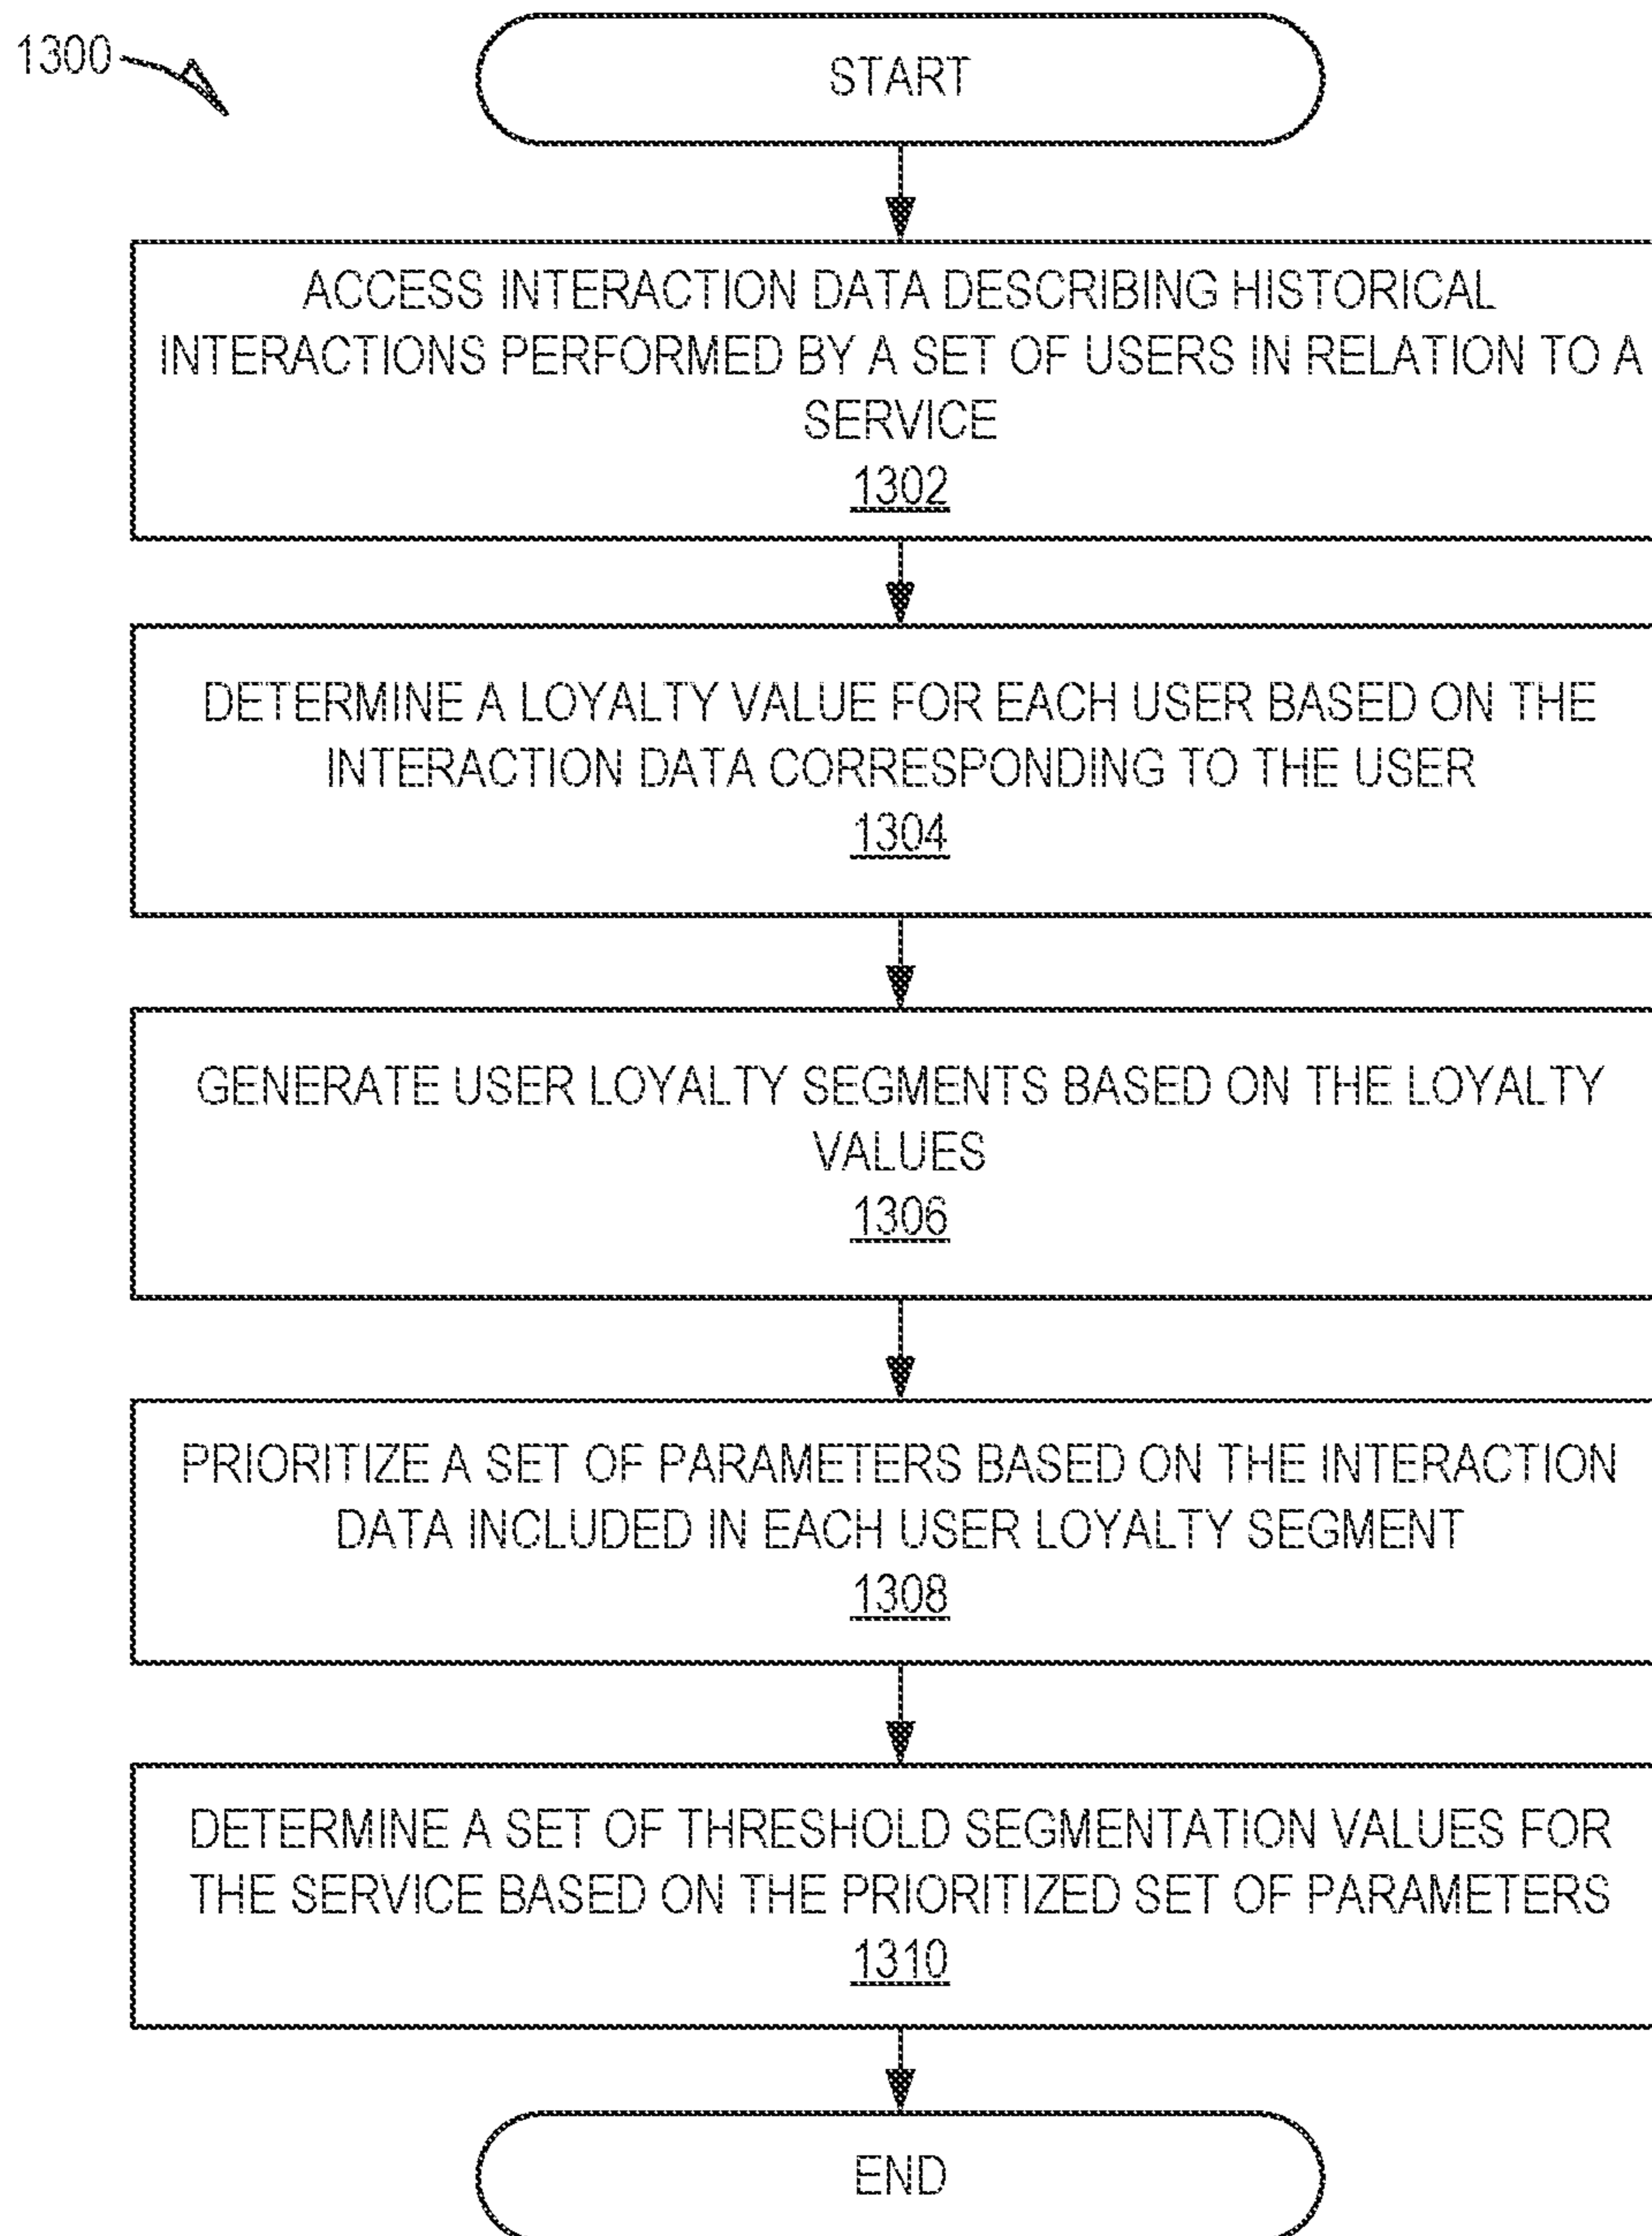 1300
START
ACCESS INTERACTION DATA DESCRIBING HISTORICAL
INTERACTIONS PERFORMED BY A SET OF USERS IN RELATION TO A
SERVICE
1302
DETERMINE A LOYALTY VALUE FOR EACH USER BASED ON THE
INTERACTION DATA CORRESPONDING TO THE USER
1304
GENERATE USER LOYALTY SEGMENTS BASED ON THE LOYALTY
VALUES
1306
PRIORITIZE A SET OF PARAMETERS BASED ON THE INTERACTION
DATA INCLUDED IN EACH USER LOYALTY SEGMENT
1308
DETERMINE A SET OF THRESHOLD SEGMENTATION VALUES FOR
THE SERVICE BASED ON THE PRIORITIZED SET OF PARAMETERS
1310
END